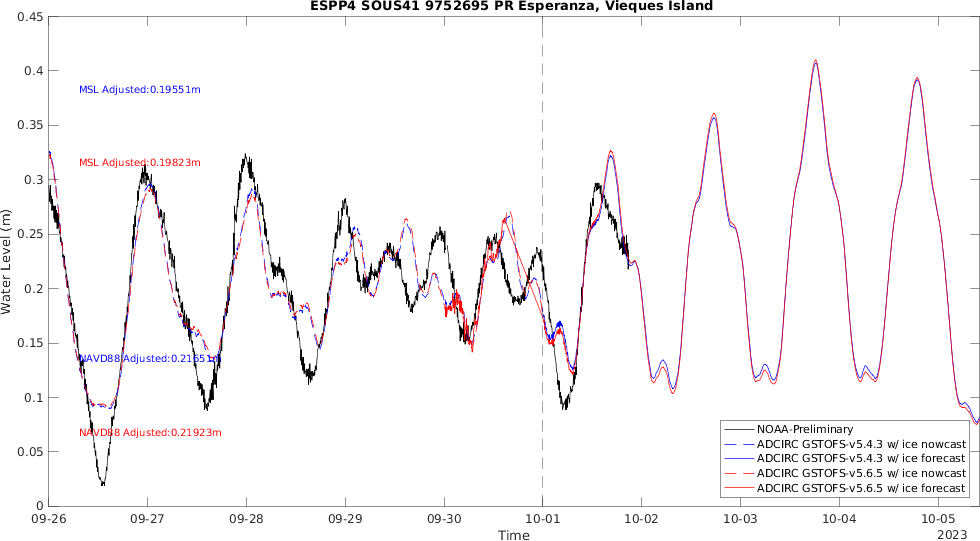 ESPP4 SOUS41 9752695 PR Esperanza, Vieques Island
0.45
0.4
0.35
0.3
0.25
0.2
0.15
0.1
0.05
0
Water Level (m)
MSL Adjusted:0.19551m
MSL Adjusted:0.19823m
NAVD88 Adjusted:0.21651m
NAVD88 Adjusted:0.21923m
NOAA-Preliminary
ADCIRC GSTOFS-v5.4.3 w/ ice nowcast
ADCIRC GSTOFS-v5.4.3 w/ ice forecast
ADCIRC GSTOFS-v5.6.5 w/ ice nowcast
ADCIRC GSTOFS-v5.6.5 w/ ice forecast
09-26 09-27 09-28 09-29 09-30 10-01 10-02 10-03 10-04 10-05
Time
2023